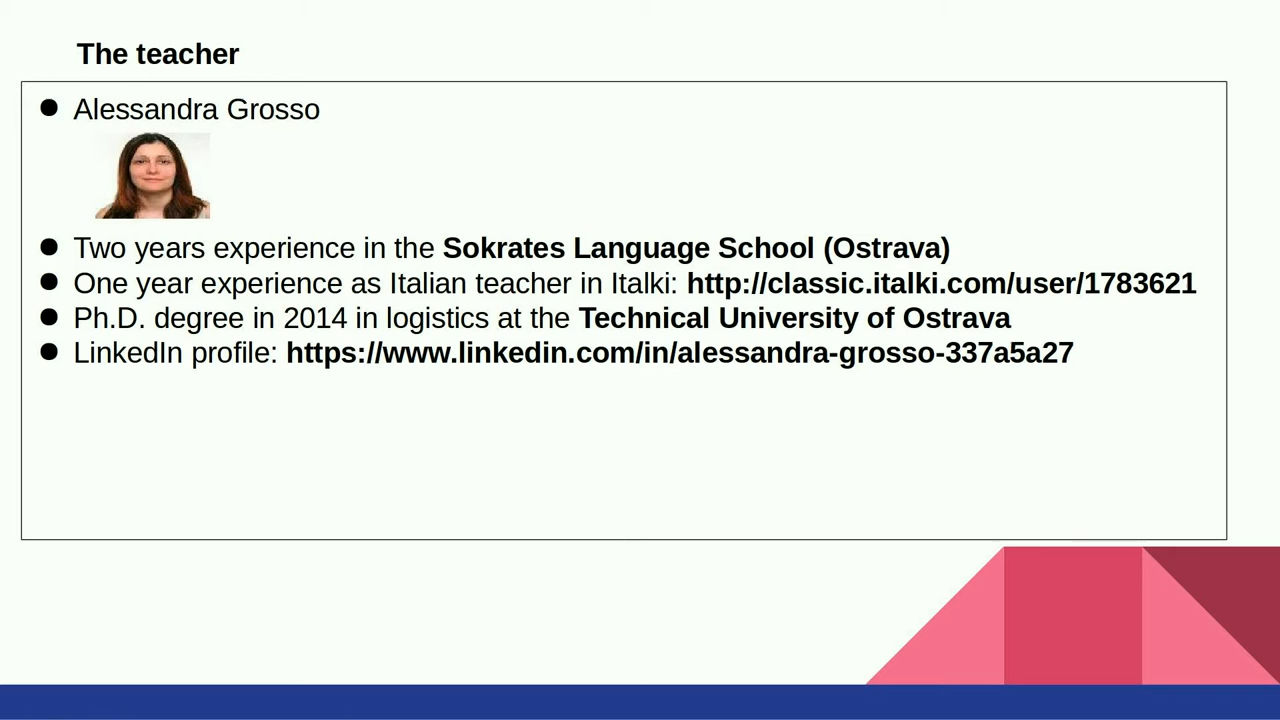 The teacher
● Alessandra Grosso
● Two years experience in the Sokrates Language School (Ostrava)
● One year experience as Italian teacher in Italki: http://classic.italki.com/user/1783621
● Ph.D. degree in 2014 in logistics at the Technical University of Ostrava
● LinkedIn profile: https://www.linkedin.com/in/alessandra-grosso-337a5a27